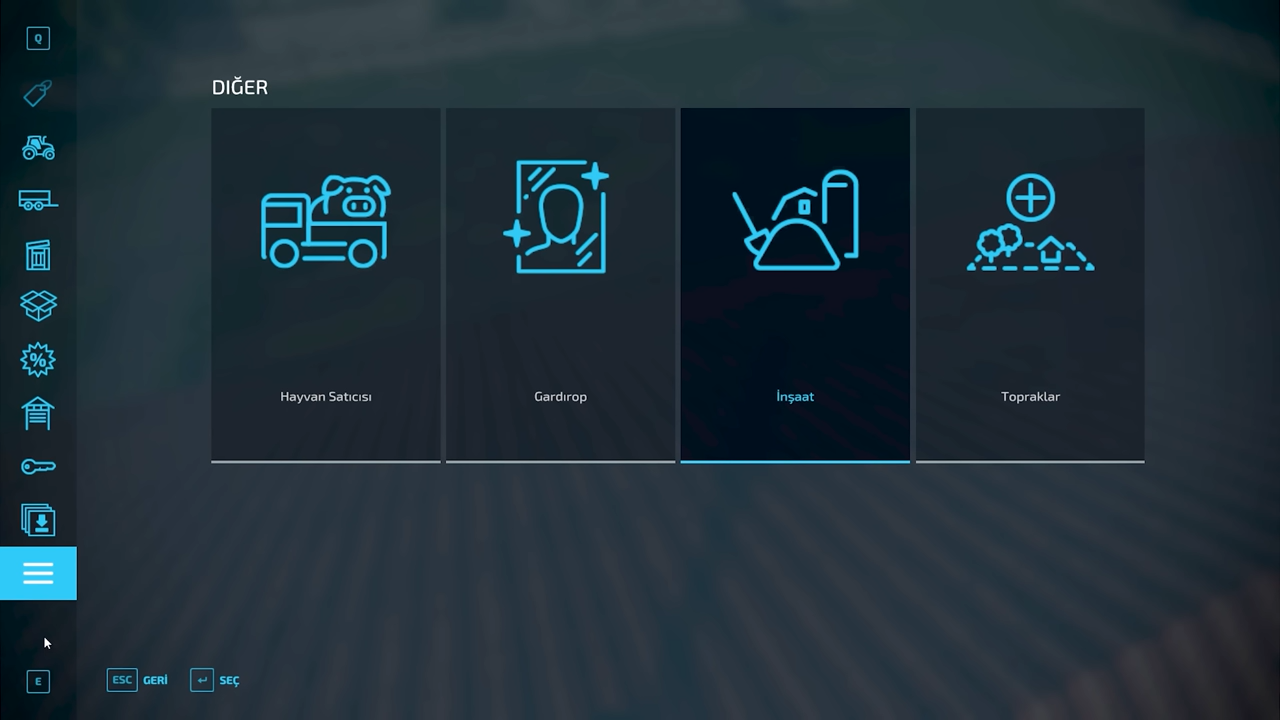 Q
DIĞER
Hayvan Satıcısı
Gardırop
İnşaat
Topraklar
%
E
ESC GERİ
SEÇ